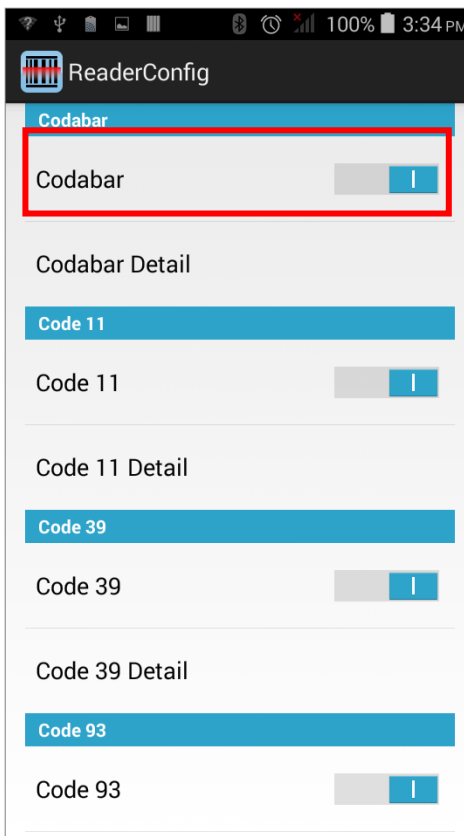 100% 3:34 PM
ReaderConfig
Codabar
Codabar
Codabar Detail
Code 11
Code 11
Code 11 Detail
Code 39
Code 39
Code 39 Detail
Code 93
Code 93